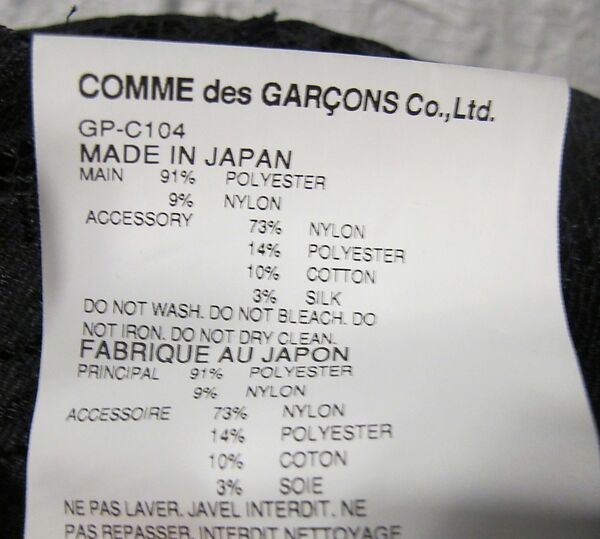 COMME des GARÇONS Co.,Ltd.
GP-C104
MADE IN JAPAN
MAIN 91% POLYESTER
9% NYLON
ACCESSORY 73% NYLON
14% POLYESTER
10% COTTON
3% SILK
DO NOT WASH. DO NOT BLEACH. DO
NOT IRON. DO NOT DRY CLEAN.
FABRIQUE AU JAPON
PRINCIPAL 91% POLYESTER
9% NYLON
ACCESSOIRE 73% NYLON
14% POLYESTER
10% COTON
3% SOIE
NE PAS LAVER. JAVEL INTERDIT. NE
PAS REPASSER. INTERDIT NETTOYAGE